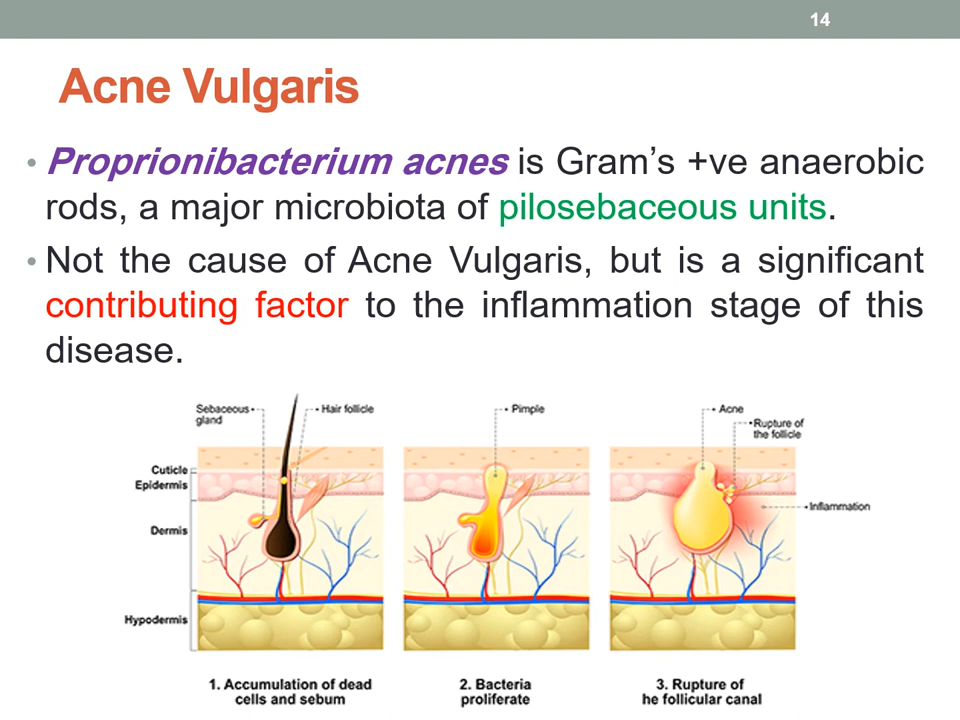 14
Acne Vulgaris
• Proprionibacterium acnes is Gram's +ve anaerobic
rods, a major microbiota of pilosebaceous units.
• Not the cause of Acne Vulgaris, but is a significant
contributing factor to the inflammation stage of this
disease.
Sebaceous
gland
Hair follicle
Pimple
Acne
Rupture of
the follicle
Cuticle
Epidermis
Inflammation
Dermis
Hypodermis
1. Accumulation of dead
cells and sebum
2. Bacteria
proliferate
3. Rupture of
he follicular canal